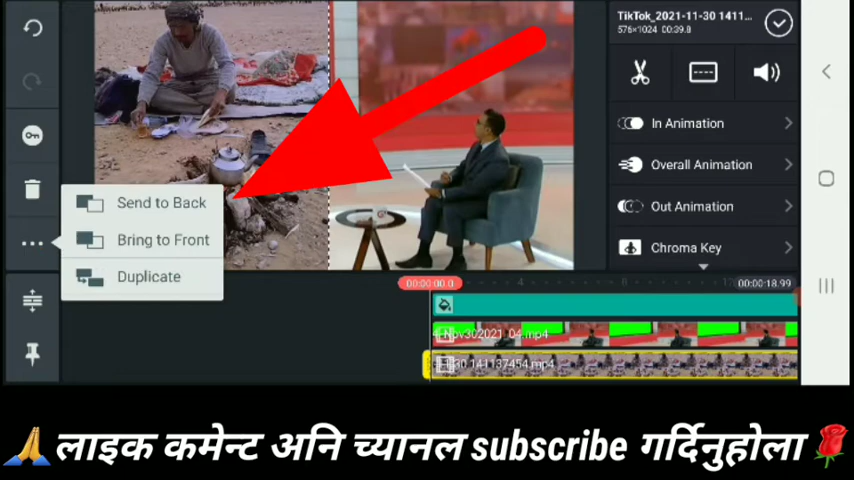 TikTok_2021-11-30 1411...
576×1024 00:39.8
In Animation
Overall Animation
Out Animation
Chroma Key
Send to Back
Bring to Front
Duplicate
00:00:00.0
4
00:00:18.99
Nov302021_04.mp4
30 141137454.mp4
🙏लाइक कमेन्ट अनि च्यानल subscribe गर्दिनुहोला🌹